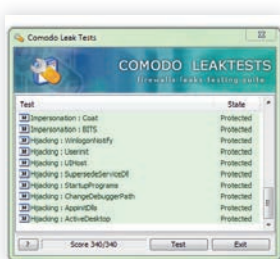 Comodo Leak Tests
COMODO LEAKTESTS
firewalls leaks testing suite
Test State
Impersonation : Coat Protected
Impersonation : BITS Protected
Hijacking : WinlogonNotify Protected
Hijacking : Userinit Protected
Hijacking : UIHost Protected
Hijacking : SupersedeServiceDll Protected
Hijacking : StartupPrograms Protected
Hijacking : ChangeDebuggerPath Protected
Hijacking : AppinitDlls Protected
Hijacking : ActiveDesktop Protected
? Score 340/340 Test Exit